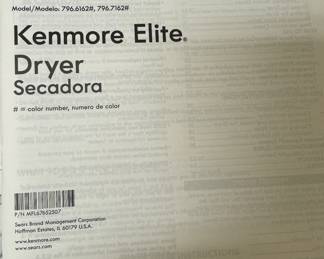 Model/Modelo: 796.6162#, 796.7162#
Kenmore Elite®
Dryer
Secadora
# = color number, numero de color
P/N MFL67652507
Sears Brand Management Corporation
Hoffman Estates, IL 60179 U.S.A.
www.kenmore.com
www.sears.com